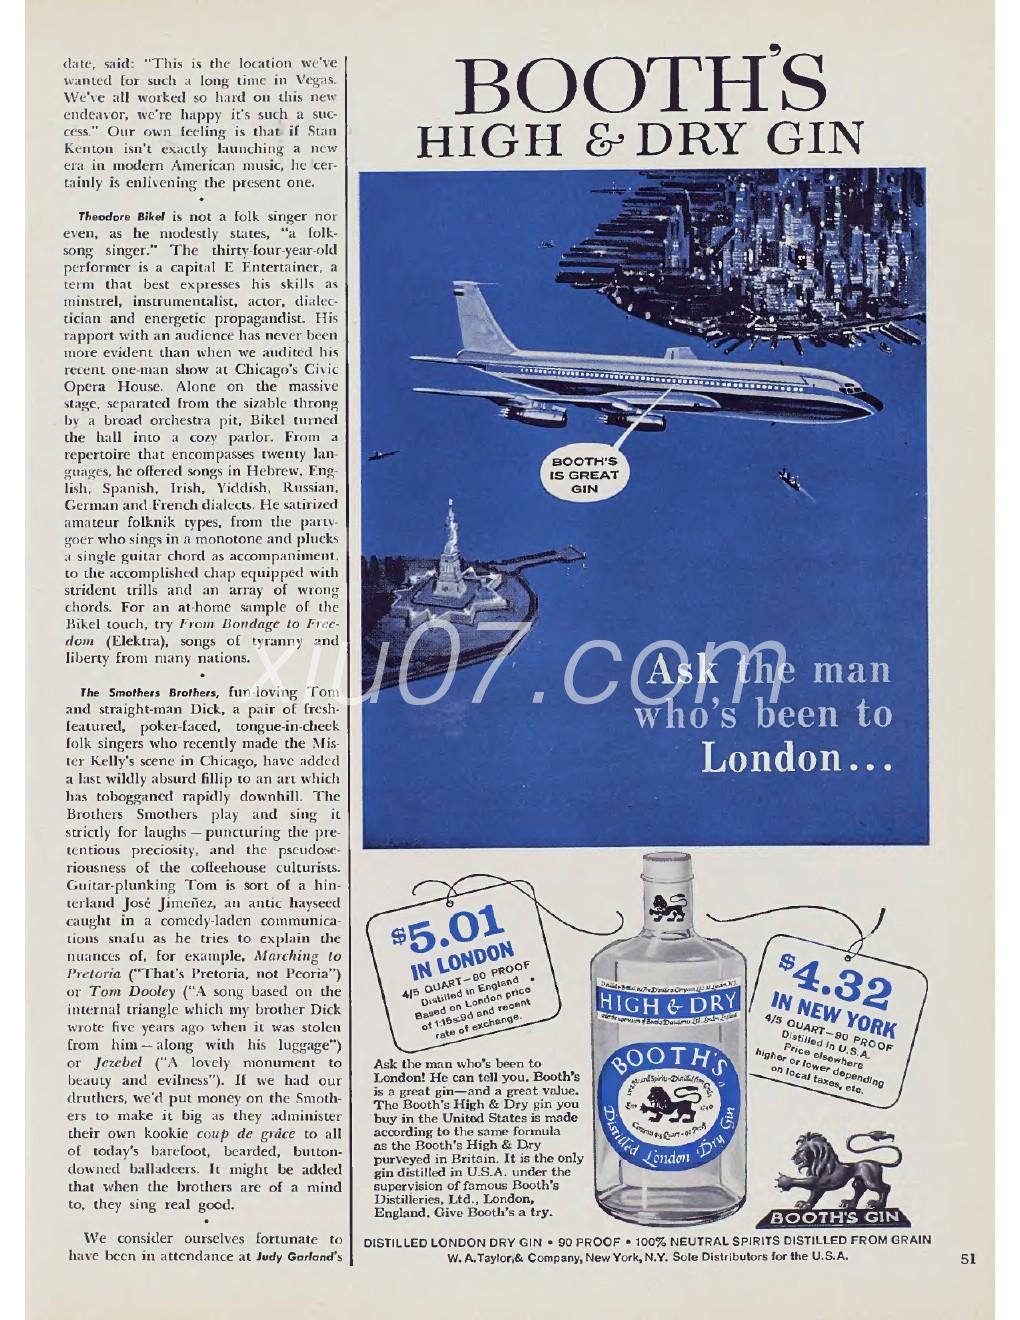 date, said: "This is the location we've
wanted for such a long time in Vegas.
We've all worked so hard on this new
endeavor, we're happy it's such a suc-
cess." Our own feeling is that if Stan
Kenton isn't exactly launching a new
era in modern American music, he cer-
tainly is enlivening the present one.
•
Theodore Bikel is not a folk singer nor
even, as he modestly states, "a folk-
song singer." The thirty-four-year-old
performer is a capital E Entertainer, a
term that best expresses his skills as
minstrel, instrumentalist, actor, dialec-
tician and energetic propagandist. His
rapport with an audience has never been
more evident than when we audited his
recent one-man show at Chicago's Civic
Opera House. Alone on the massive
stage, separated from the sizable throng
by a broad orchestra pit, Bikel turned
the hall into a cozy parlor. From a
repertoire that encompasses twenty lan-
guages, he offered songs in Hebrew, Eng-
lish, Spanish, Irish, Yiddish, Russian,
German and French dialects. He satirized
amateur folknik types, from the party-
goer who sings in a monotone and plucks
a single guitar chord as accompaniment,
to the accomplished chap equipped with
strident trills and an array of wrong
chords. For an at-home sample of the
Bikel touch, try From Bondage to Free-
dom (Elektra), songs of tyranny and
liberty from many nations.
•
The Smothers Brothers, fun-loving Tom
and straight-man Dick, a pair of fresh-
featured, poker-faced, tongue-in-cheek
folk singers who recently made the Mis-
ter Kelly's scene in Chicago, have added
a last wildly absurd fillip to an art which
has tobogganed rapidly downhill. The
Brothers Smothers play and sing it
strictly for laughs — puncturing the pre-
tentious preciosity, and the pseudose-
riousness of the coffeehouse culturists.
Guitar-plunking Tom is sort of a hin-
terland José Jimeñez, an antic hayseed
caught in a comedy-laden communica-
tions snafu as he tries to explain the
nuances of, for example, Marching to
Pretoria ("That's Pretoria, not Peoria")
or Tom Dooley ("A song based on the
internal triangle which my brother Dick
wrote five years ago when it was stolen
from him — along with his luggage")
or Jezebel ("A lovely monument to
beauty and evilness"). If we had our
druthers, we'd put money on the Smoth-
ers to make it big as they administer
their own kookie coup de grâce to all
of today's barefoot, bearded, button-
downed balladeers. It might be added
that when the brothers are of a mind
to, they sing real good.
•
We consider ourselves fortunate to
have been in attendance at Judy Garland's
BOOTH'S
HIGH & DRY GIN
BOOTH'S
IS GREAT
GIN
Ask the man
who's been to
London...
xiu07.com
$5.01
IN LONDON
4/5 QUART—80 PROOF
Distilled in England
Based on London price
of 1:15s:9d and recent
rate of exchange.
$4.32
IN NEW YORK
4/5 QUART—90 PROOF
Distilled in U.S.A.
Price elsewhere
higher or lower depending
on local taxes, etc.
Ask the man who's been to
London! He can tell you. Booth's
is a great gin—and a great value.
The Booth's High & Dry gin you
buy in the United States is made
according to the same formula
as the Booth's High & Dry
purveyed in Britain. It is the only
gin distilled in U.S.A. under the
supervision of famous Booth's
Distilleries, Ltd., London,
England. Give Booth's a try.
HIGH & DRY
BOOTH'S
Distilled London Dry Gin
BOOTH'S GIN
DISTILLED LONDON DRY GIN • 90 PROOF • 100% NEUTRAL SPIRITS DISTILLED FROM GRAIN
W. A. Taylor & Company, New York, N.Y. Sole Distributors for the U.S.A.
51